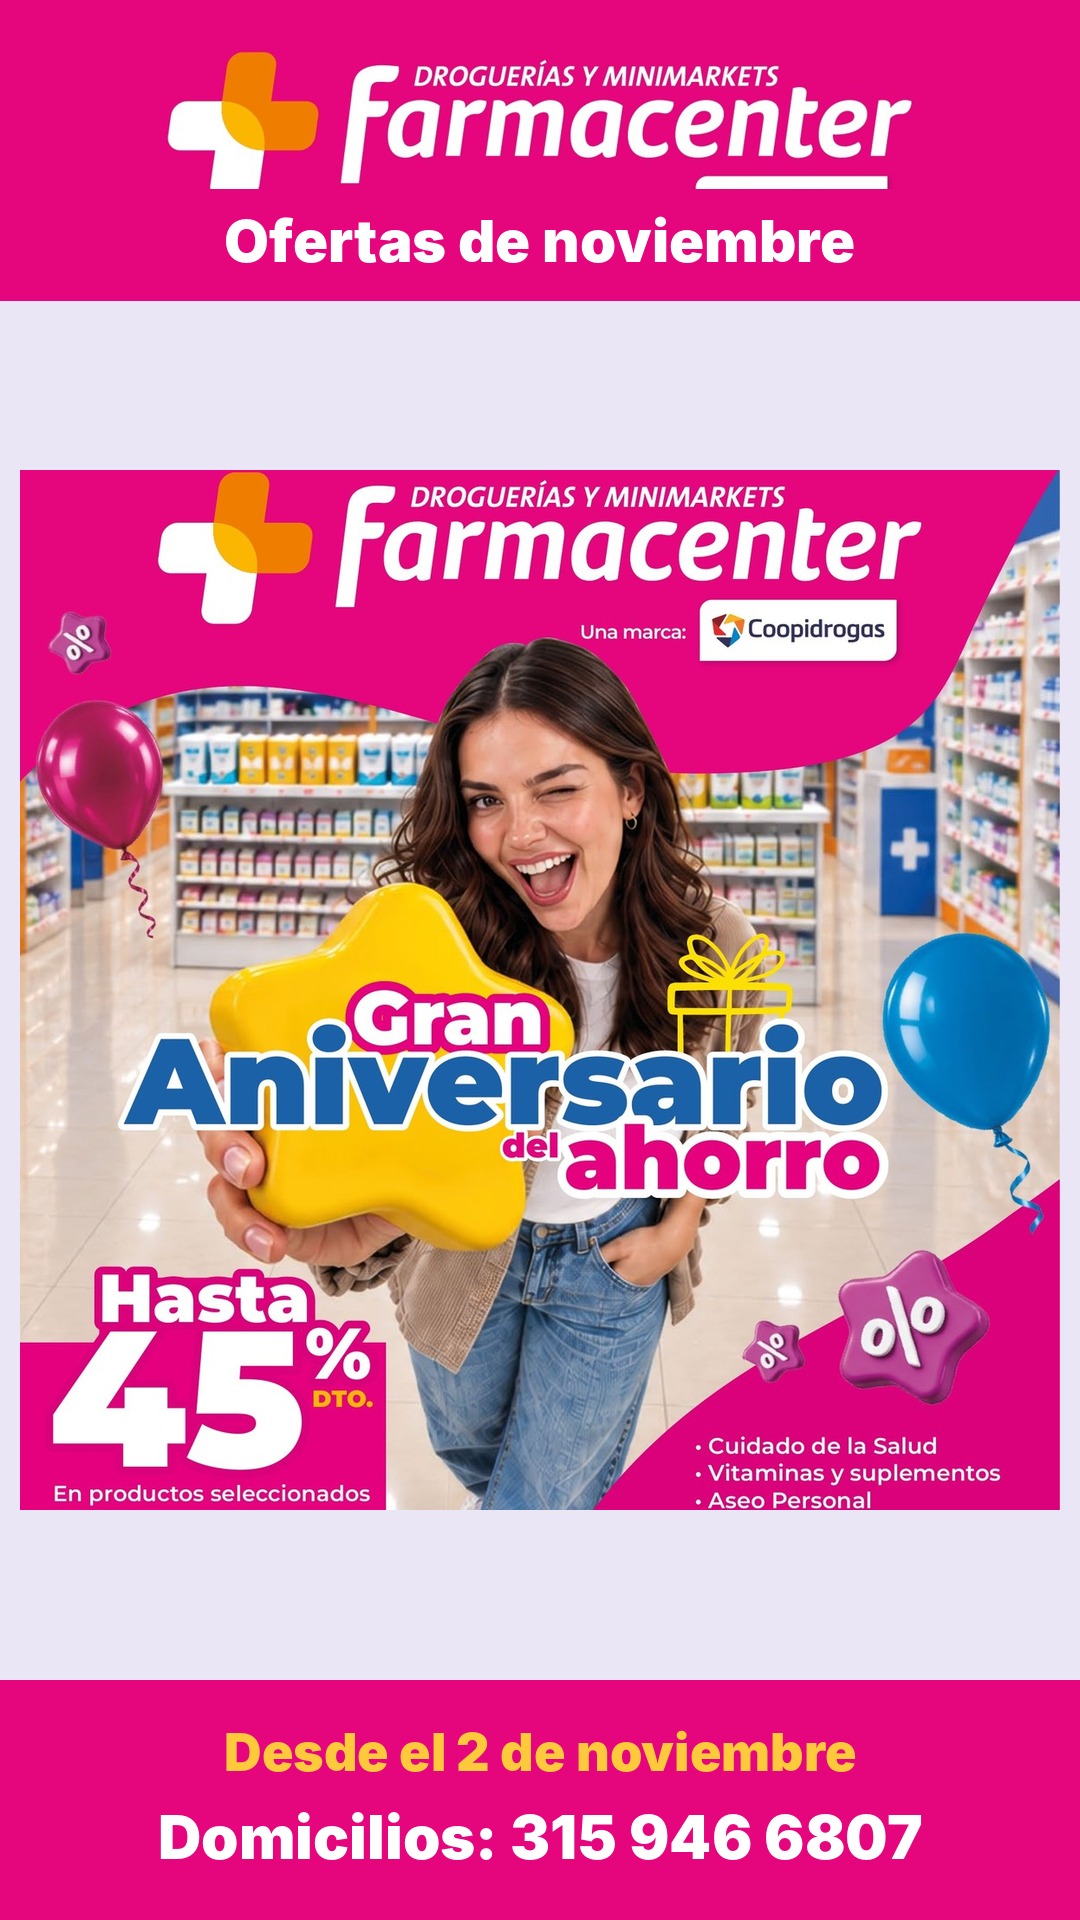 DROGUERÍAS Y MINIMARKETS
farmacenter
Ofertas de noviembre
DROGUERÍAS Y MINIMARKETS
farmacenter
Una marca: Coopidrogas
%
Gran
Aniversario
del ahorro
Hasta
45%
DTO.
En productos seleccionados
%
%
• Cuidado de la Salud
• Vitaminas y suplementos
• Aseo Personal
Desde el 2 de noviembre
Domicilios: 315 946 6807